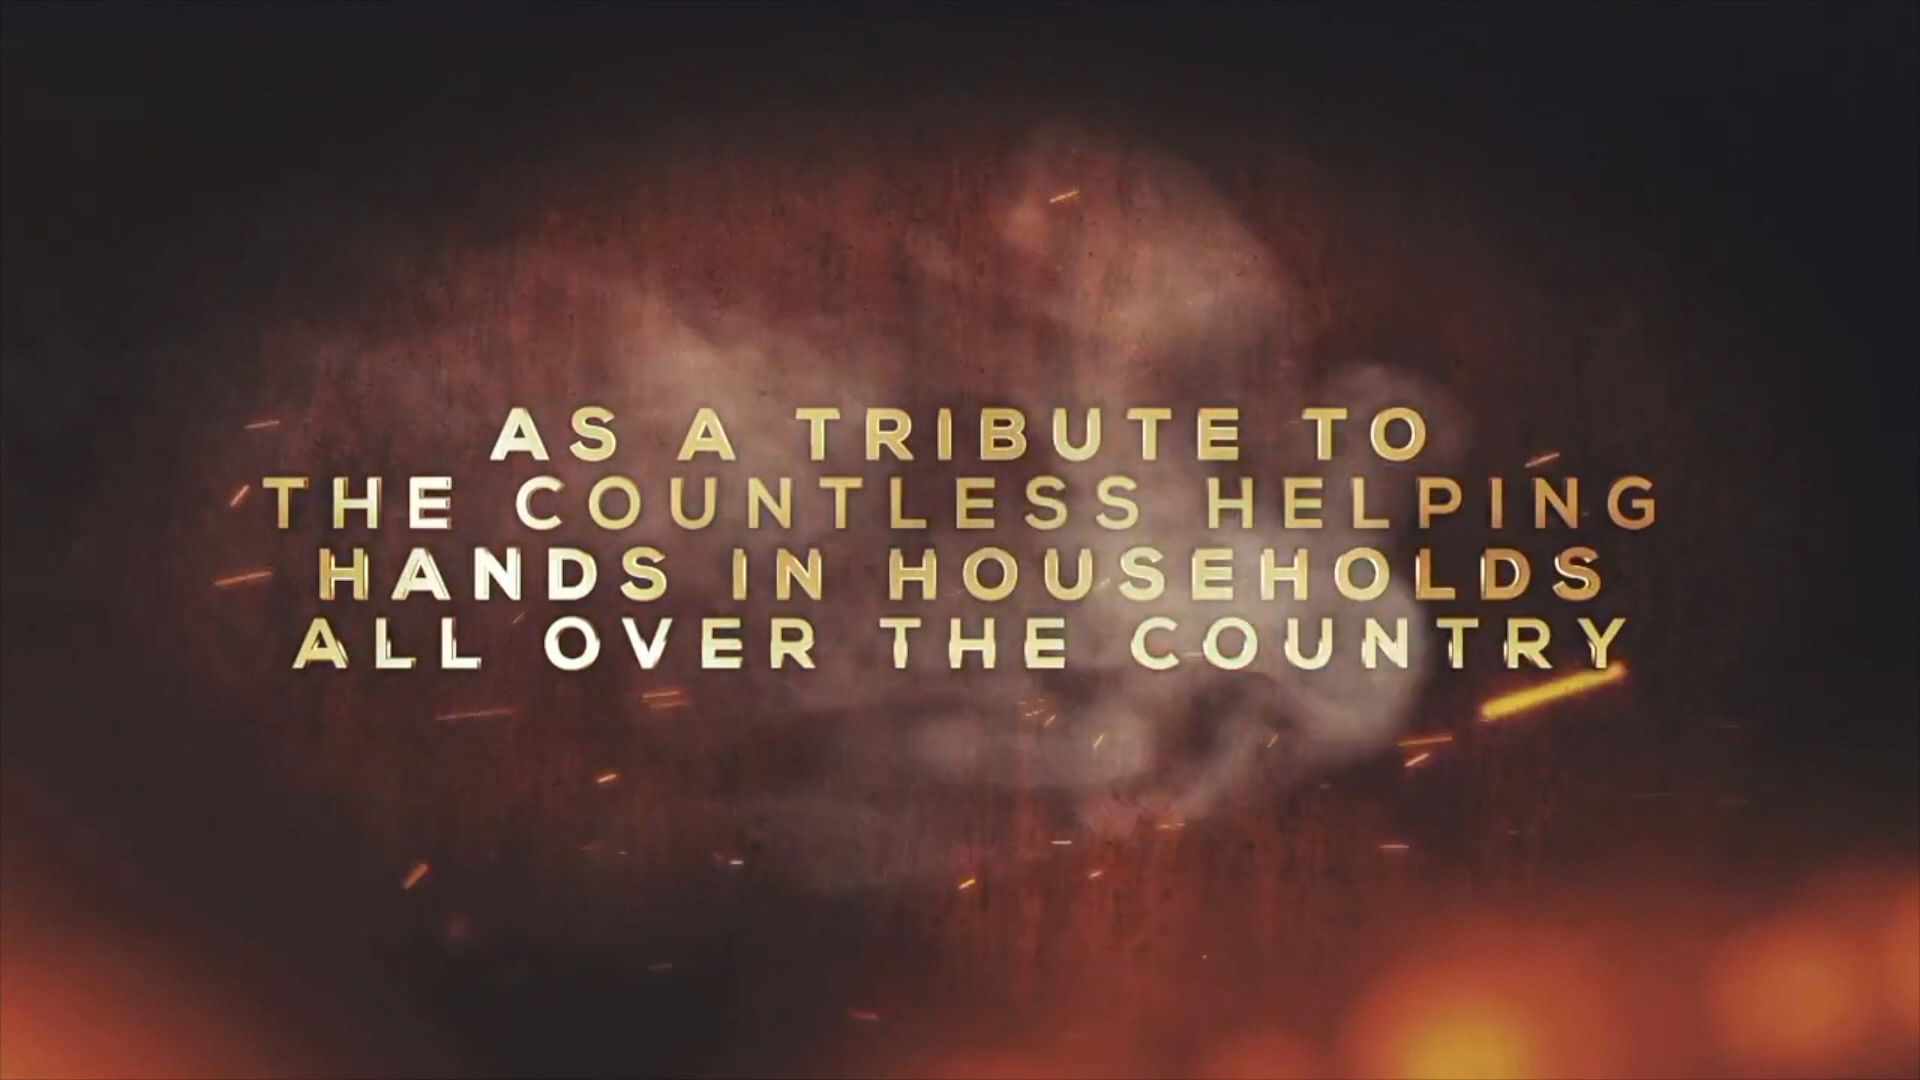 AS A TRIBUTE TO
THE COUNTLESS HELPING
HANDS IN HOUSEHOLDS
ALL OVER THE COUNTRY